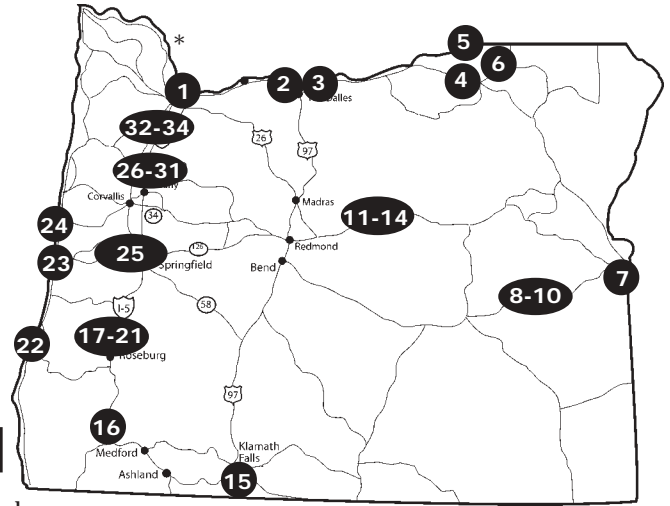 *
5
6
1
2
3
4
alles
32-34
26
97
26-31
Corvallis
34
Madras
11-14
24
126
Redmond
25
23
Springfield
Bend
7
8-10
I-5
58
17-21
22
Roseburg
97
16
Medford
Klamath
Falls
Ashland
15